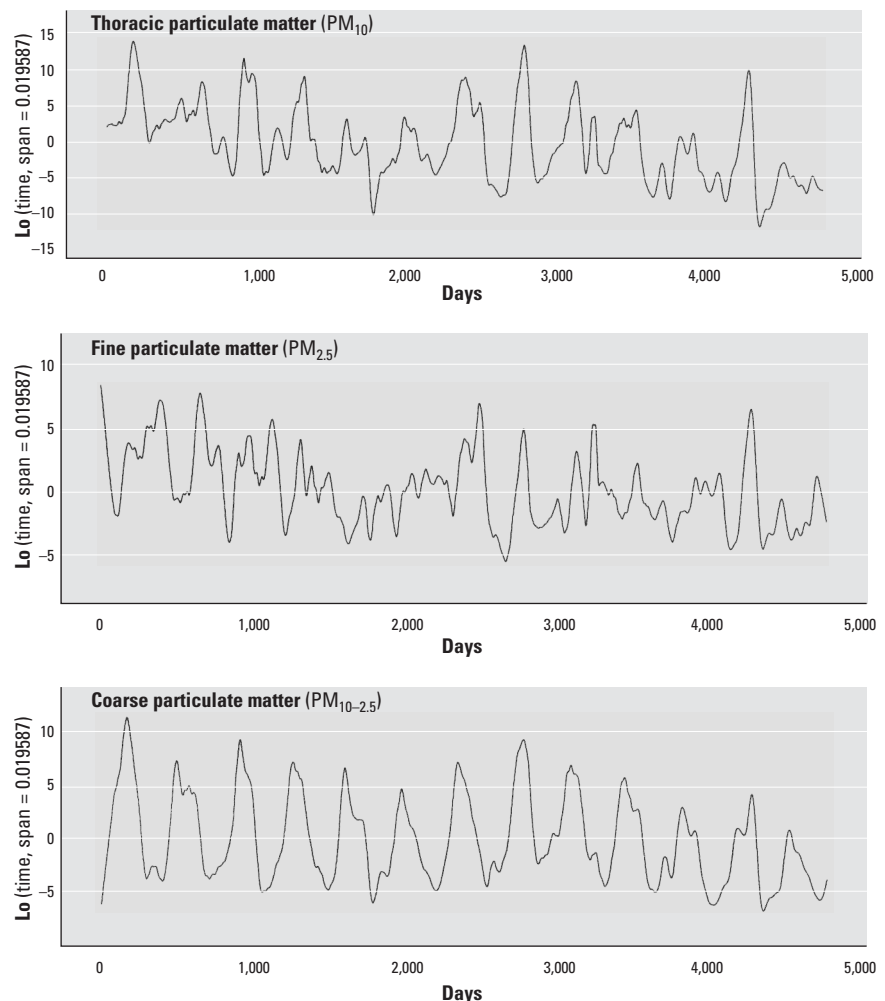 Thoracic particulate matter (PM10)
Lo (time, span = 0.019587)
15
10
5
0
–5
–10
–15
0 1,000 2,000 3,000 4,000 5,000
Days
Fine particulate matter (PM2.5)
Lo (time, span = 0.019587)
10
5
0
–5
0 1,000 2,000 3,000 4,000 5,000
Days
Coarse particulate matter (PM10–2.5)
Lo (time, span = 0.019587)
10
5
0
–5
0 1,000 2,000 3,000 4,000 5,000
Days